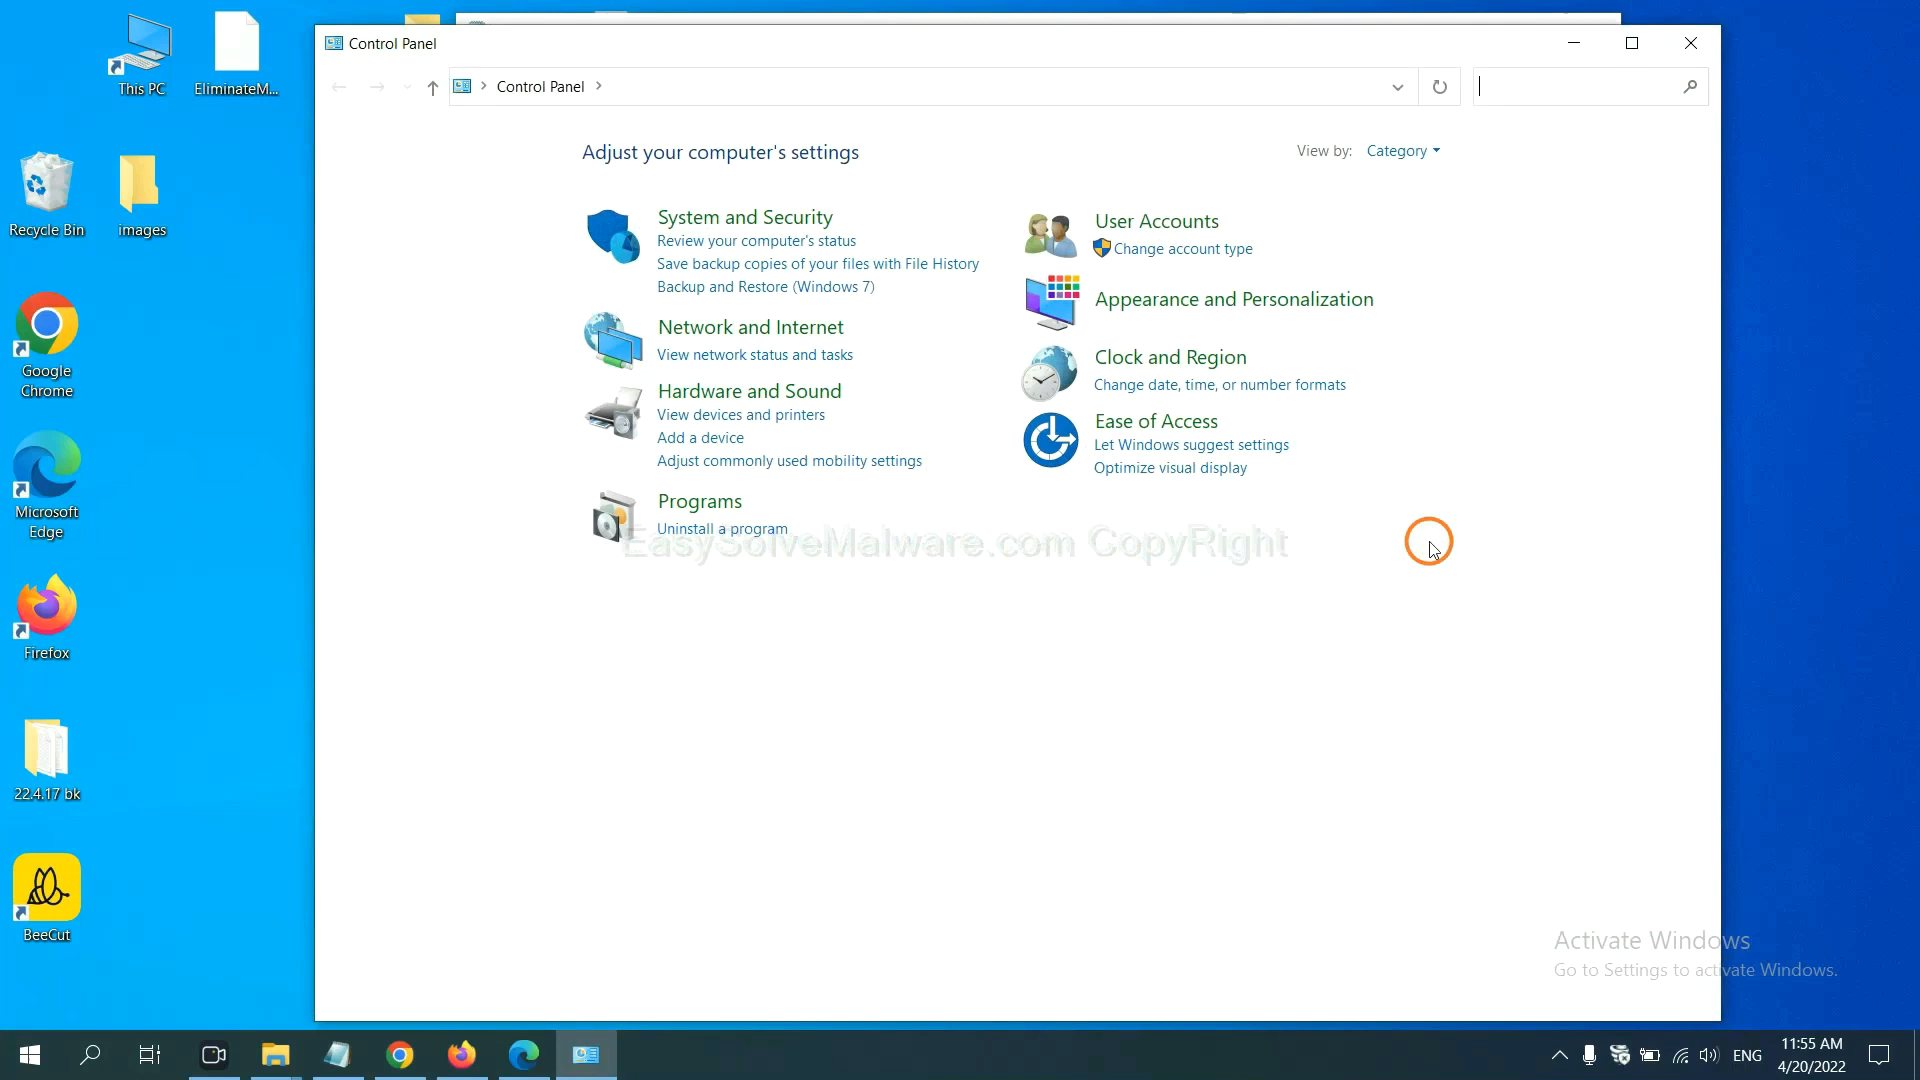 Control Panel
Control Panel
Adjust your computer's settings
View by: Category
System and Security
Review your computer's status
Save backup copies of your files with File History
Backup and Restore (Windows 7)
Network and Internet
View network status and tasks
Hardware and Sound
View devices and printers
Add a device
Adjust commonly used mobility settings
Programs
Uninstall a program
User Accounts
Change account type
Appearance and Personalization
Clock and Region
Change date, time, or number formats
Ease of Access
Let Windows suggest settings
Optimize visual display
EasySolveMalware.com CopyRight
This PC
EliminateM...
Recycle Bin
images
Google
Chrome
Microsoft
Edge
Firefox
22.4.17 bk
BeeCut
Activate Windows
Go to Settings to activate Windows.
ENG
11:55 AM
4/20/2022